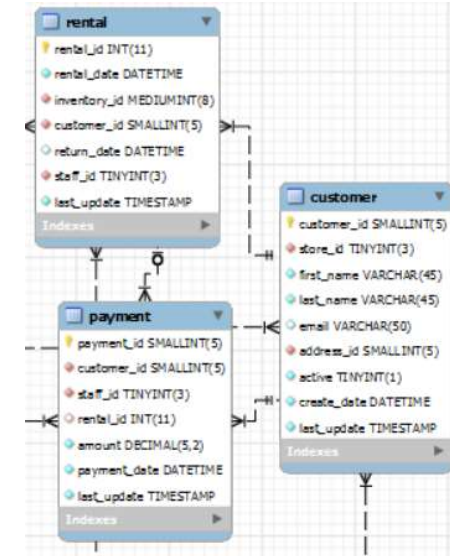 rental
rental_id INT(11)
rental_date DATETIME
inventory_id MEDIUMINT(8)
customer_id SMALLINT(5)
return_date DATETIME
staff_id TINYINT(3)
last_update TIMESTAMP
Indexes
customer
customer_id SMALLINT(5)
store_id TINYINT(3)
first_name VARCHAR(45)
last_name VARCHAR(45)
email VARCHAR(50)
address_id SMALLINT(5)
active TINYINT(1)
create_date DATETIME
last_update TIMESTAMP
Indexes
payment
payment_id SMALLINT(5)
customer_id SMALLINT(5)
staff_id TINYINT(3)
rental_id INT(11)
amount DECIMAL(5,2)
payment_date DATETIME
last_update TIMESTAMP
Indexes